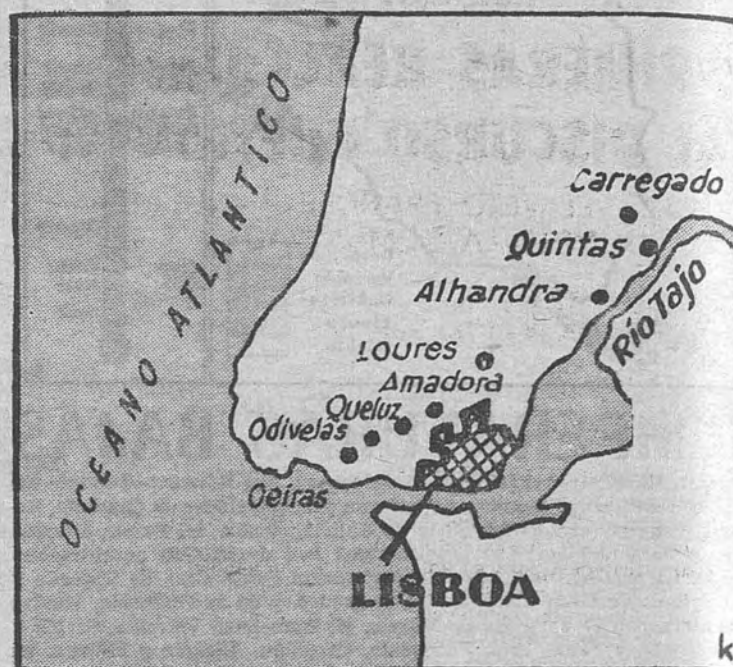 OCEANO ATLANTICO
Carregado
Quintas
Alhandra
Río Tajo
LOURES
Amadora
Queluz
Odivelas
Oeiras
LISBOA
k